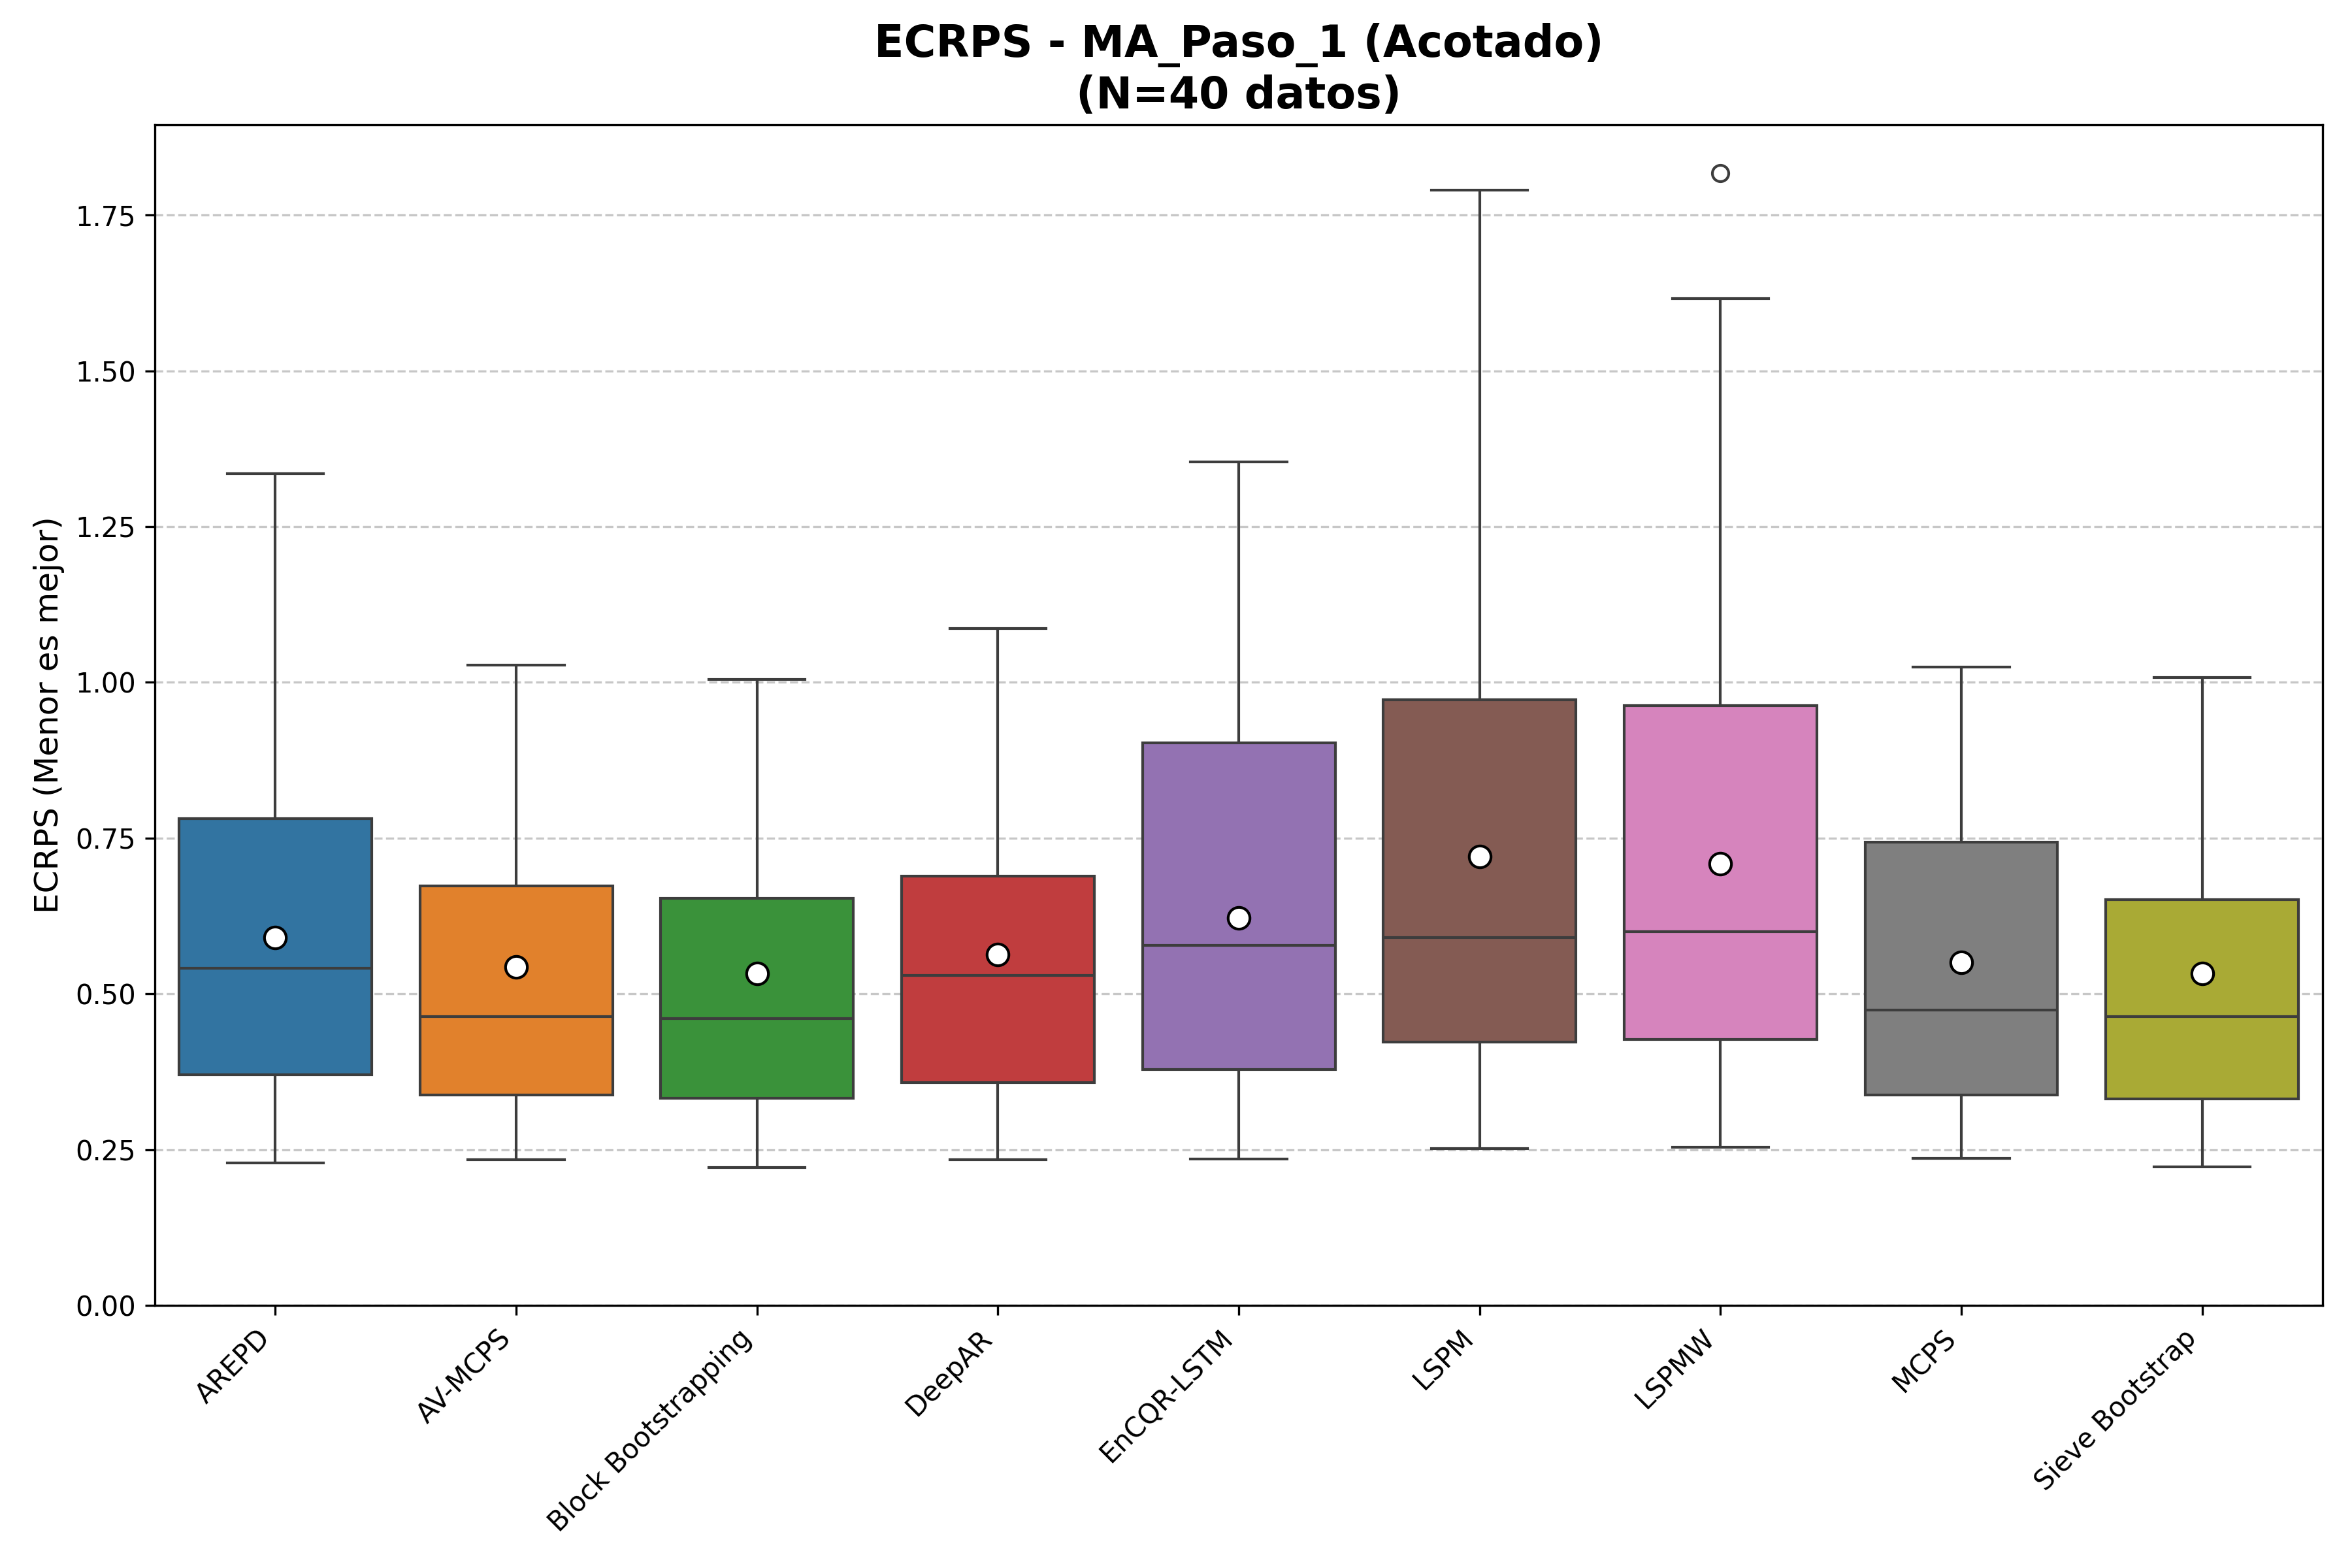 ECRPS - MA_Paso_1 (Acotado)
(N=40 datos)
ECRPS (Menor es mejor)
1.75
1.50
1.25
1.00
0.75
0.50
0.25
0.00
AREPD
AV-MCPS
Block Bootstrapping
DeepAR
EnCQR-LSTM
LSPM
LSPMW
MCPS
Sieve Bootstrap